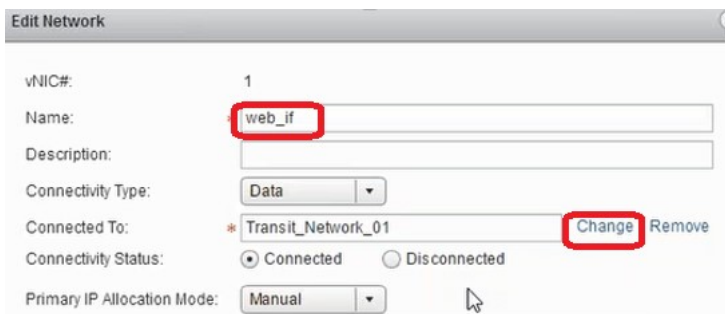 Edit Network
vNIC#: 1
Name: * web_if
Description:
Connectivity Type: Data
Connected To: * Transit_Network_01 Change Remove
Connectivity Status: Connected Disconnected
Primary IP Allocation Mode: Manual